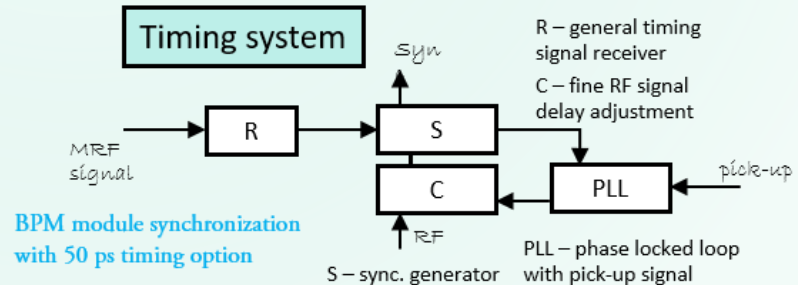 Timing system
Syn
R – general timing
signal receiver
C – fine RF signal
delay adjustment
R
S
MRF
signal
C
PLL
pick-up
RF
BPM module synchronization
with 50 ps timing option
S – sync. generator
PLL – phase locked loop
with pick-up signal